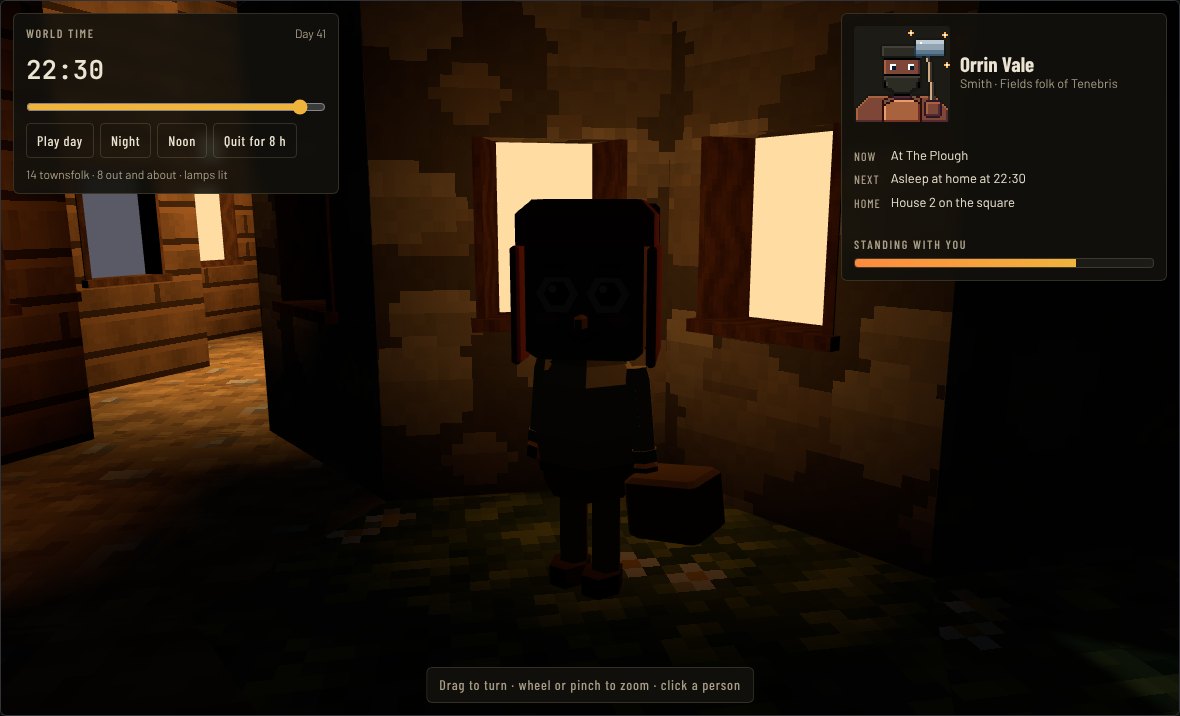 WORLD TIME
Day 41
22:30
Play day
Night
Noon
Quit for 8 h
14 townsfolk · 8 out and about · lamps lit
Orrin Vale
Smith · Fields folk of Tenebris
NOW At The Plough
NEXT Asleep at home at 22:30
HOME House 2 on the square
STANDING WITH YOU
Drag to turn · wheel or pinch to zoom · click a person